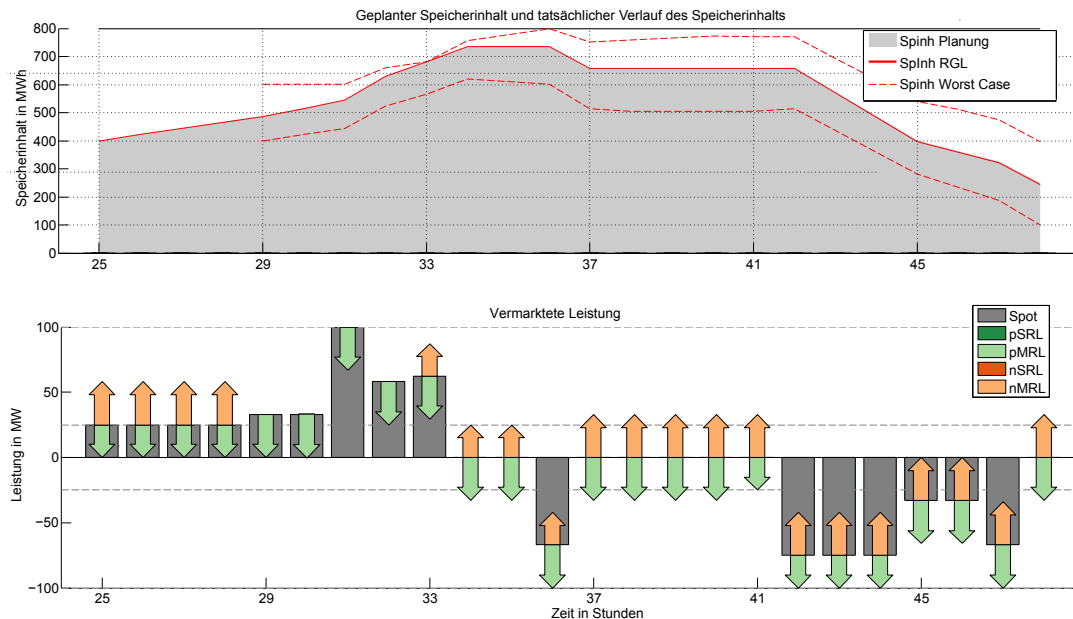 Geplanter Speicherinhalt und tatsächlicher Verlauf des Speicherinhalts
Speicherinhalt in MWh
800
700
600
500
400
300
200
100
0
25 29 33 37 41 45
Spinh Planung
SpInh RGL
Spinh Worst Case
Vermarktete Leistung
Leistung in MW
100
50
0
−50
−100
25 29 33 37 41 45
Zeit in Stunden
Spot
pSRL
pMRL
nSRL
nMRL